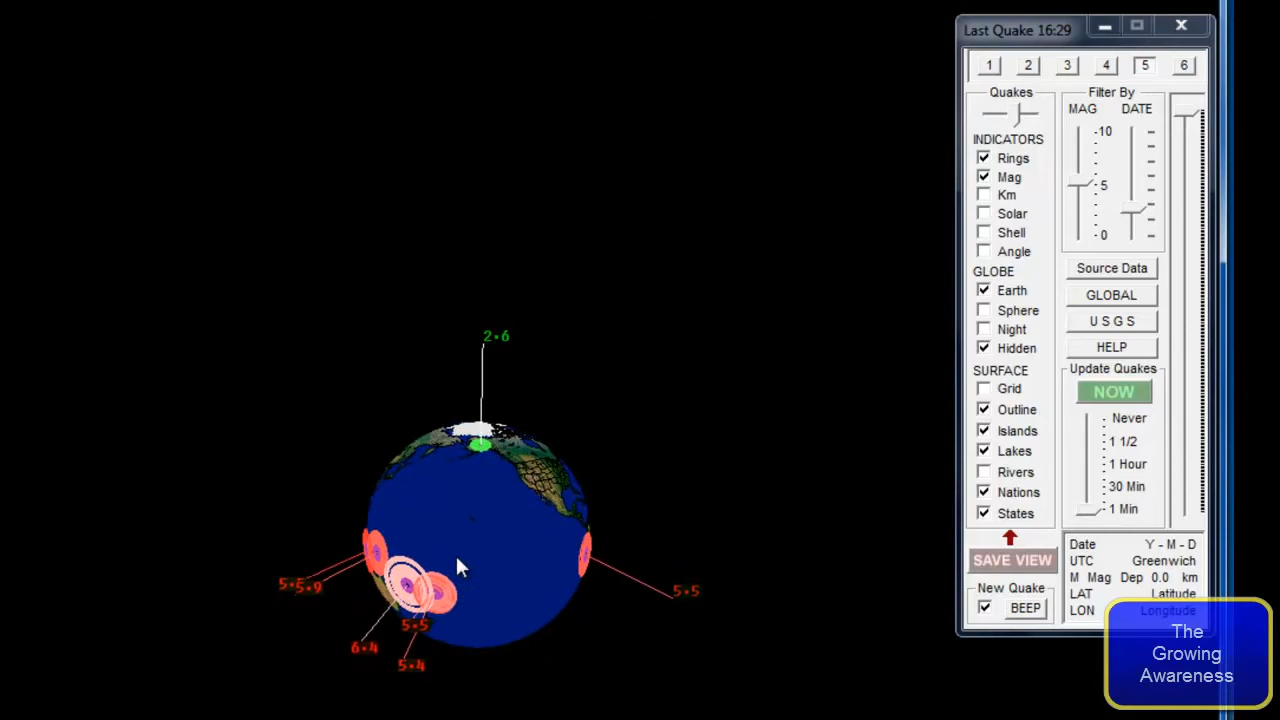 Last Quake 16:29
1 2 3 4 5 6
Quakes
INDICATORS
Rings
Mag
Km
Solar
Shell
Angle
GLOBE
Earth
Sphere
Night
Hidden
SURFACE
Grid
Outline
Islands
Lakes
Rivers
Nations
States
SAVE VIEW
New Quake
BEEP
Filter By
MAG DATE
10
5
0
Source Data
GLOBAL
U S G S
HELP
Update Quakes
NOW
Never
1 1/2
1 Hour
30 Min
1 Min
Date Y - M - D
UTC Greenwich
M Mag Dep 0.0 km
LAT Latitude
LON Longitude
2.6
5.9
5.5
5.5
6.4
5.4
The
Growing
Awareness